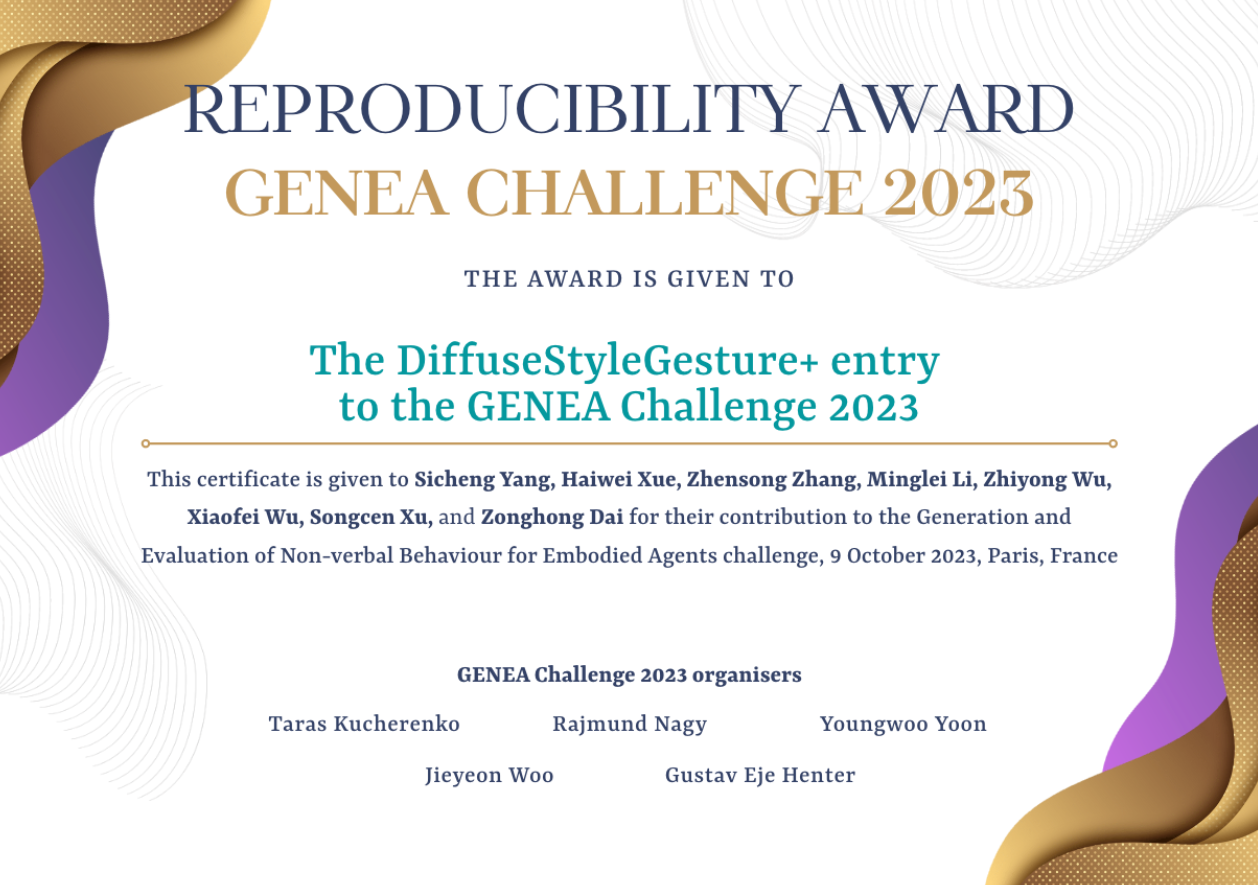 REPRODUCIBILITY AWARD
GENEA CHALLENGE 2023
THE AWARD IS GIVEN TO
The DiffuseStyleGesture+ entry
to the GENEA Challenge 2023
This certificate is given to Sicheng Yang, Haiwei Xue, Zhensong Zhang, Minglei Li, Zhiyong Wu,
Xiaofei Wu, Songcen Xu, and Zonghong Dai for their contribution to the Generation and
Evaluation of Non-verbal Behaviour for Embodied Agents challenge, 9 October 2023, Paris, France
GENEA Challenge 2023 organisers
Taras Kucherenko Rajmund Nagy Youngwoo Yoon
Jieyeon Woo Gustav Eje Henter